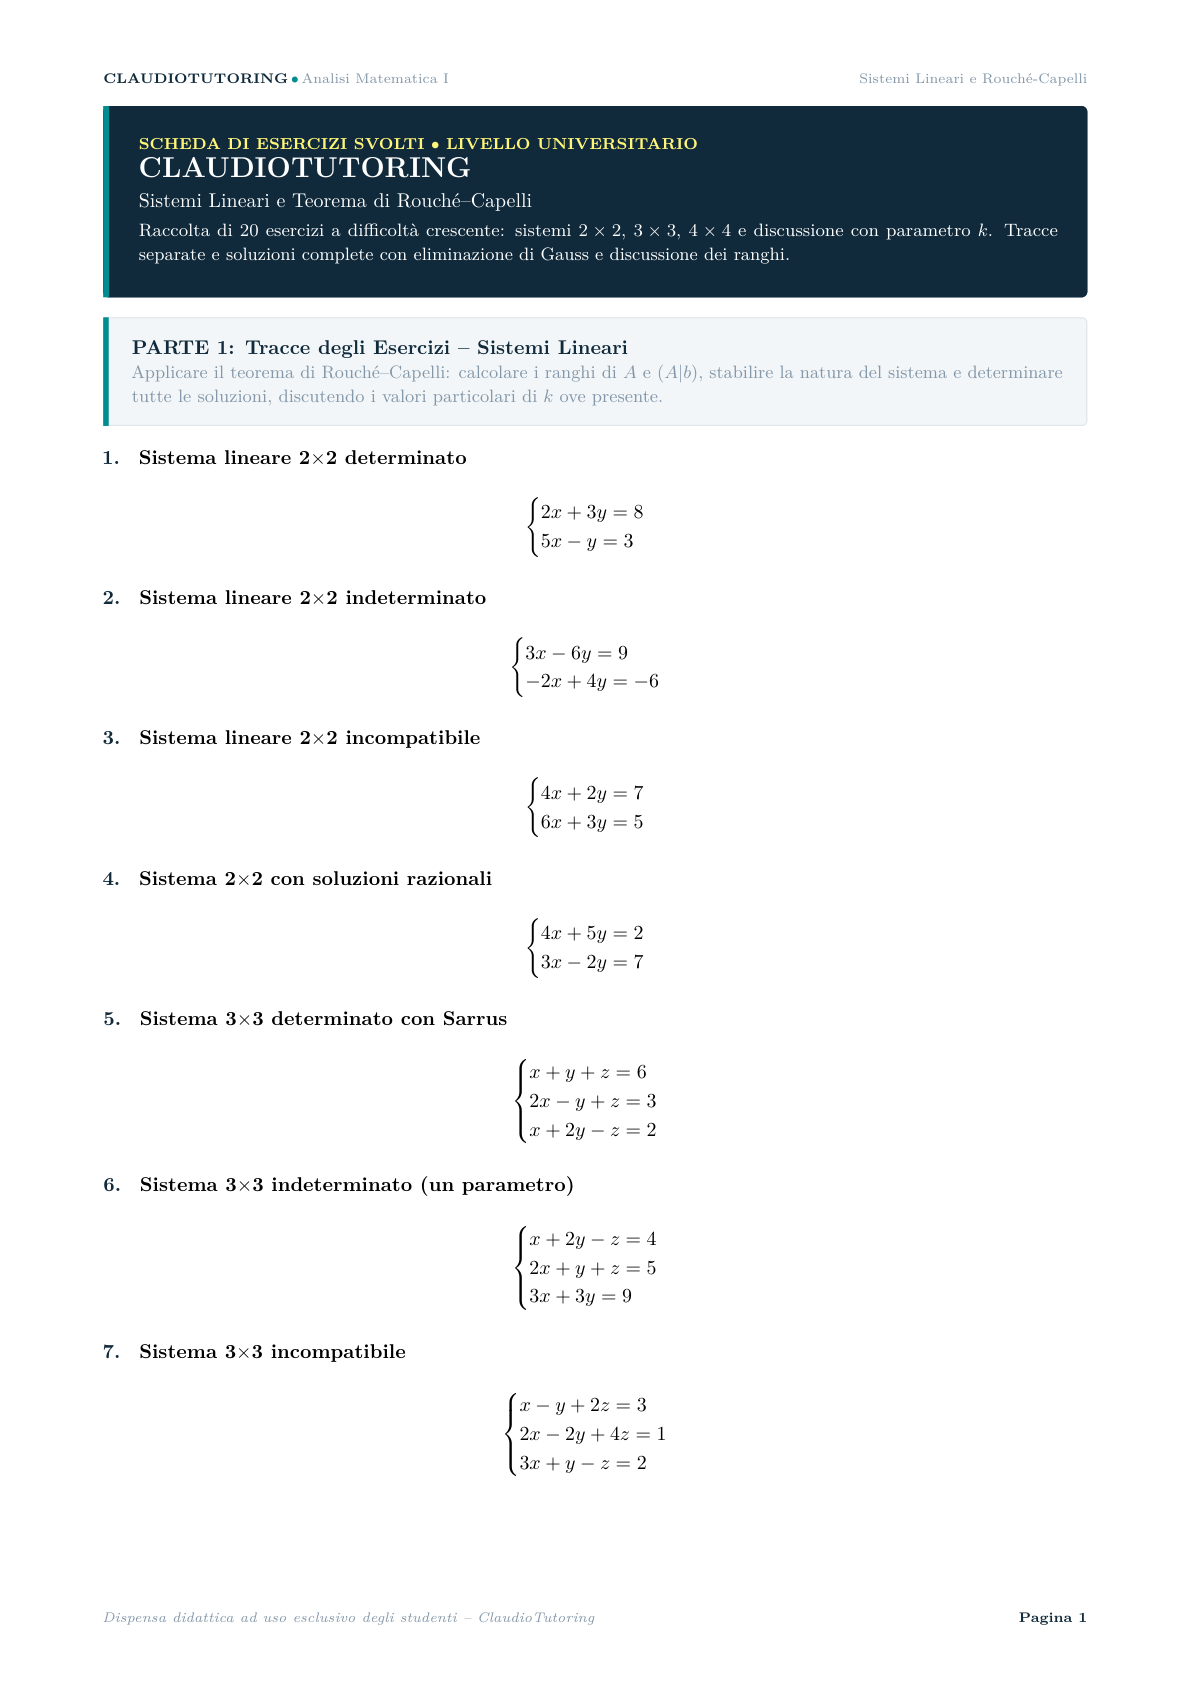 CLAUDIOTUTORING • Analisi Matematica I
Sistemi Lineari e Rouché-Capelli
SCHEDA DI ESERCIZI SVOLTI • LIVELLO UNIVERSITARIO
CLAUDIOTUTORING
Sistemi Lineari e Teorema di Rouché–Capelli
Raccolta di 20 esercizi a difficoltà crescente: sistemi 2 × 2, 3 × 3, 4 × 4 e discussione con parametro k. Tracce
separate e soluzioni complete con eliminazione di Gauss e discussione dei ranghi.
PARTE 1: Tracce degli Esercizi – Sistemi Lineari
Applicare il teorema di Rouché–Capelli: calcolare i ranghi di A e (A|b), stabilire la natura del sistema e determinare
tutte le soluzioni, discutendo i valori particolari di k ove presente.
1. Sistema lineare 2×2 determinato
2x + 3y = 8
5x − y = 3
2. Sistema lineare 2×2 indeterminato
3x − 6y = 9
−2x + 4y = −6
3. Sistema lineare 2×2 incompatibile
4x + 2y = 7
6x + 3y = 5
4. Sistema 2×2 con soluzioni razionali
4x + 5y = 2
3x − 2y = 7
5. Sistema 3×3 determinato con Sarrus
x + y + z = 6
2x − y + z = 3
x + 2y − z = 2
6. Sistema 3×3 indeterminato (un parametro)
x + 2y − z = 4
2x + y + z = 5
3x + 3y = 9
7. Sistema 3×3 incompatibile
x − y + 2z = 3
2x − 2y + 4z = 1
3x + y − z = 2
Dispensa didattica ad uso esclusivo degli studenti – ClaudioTutoring
Pagina 1